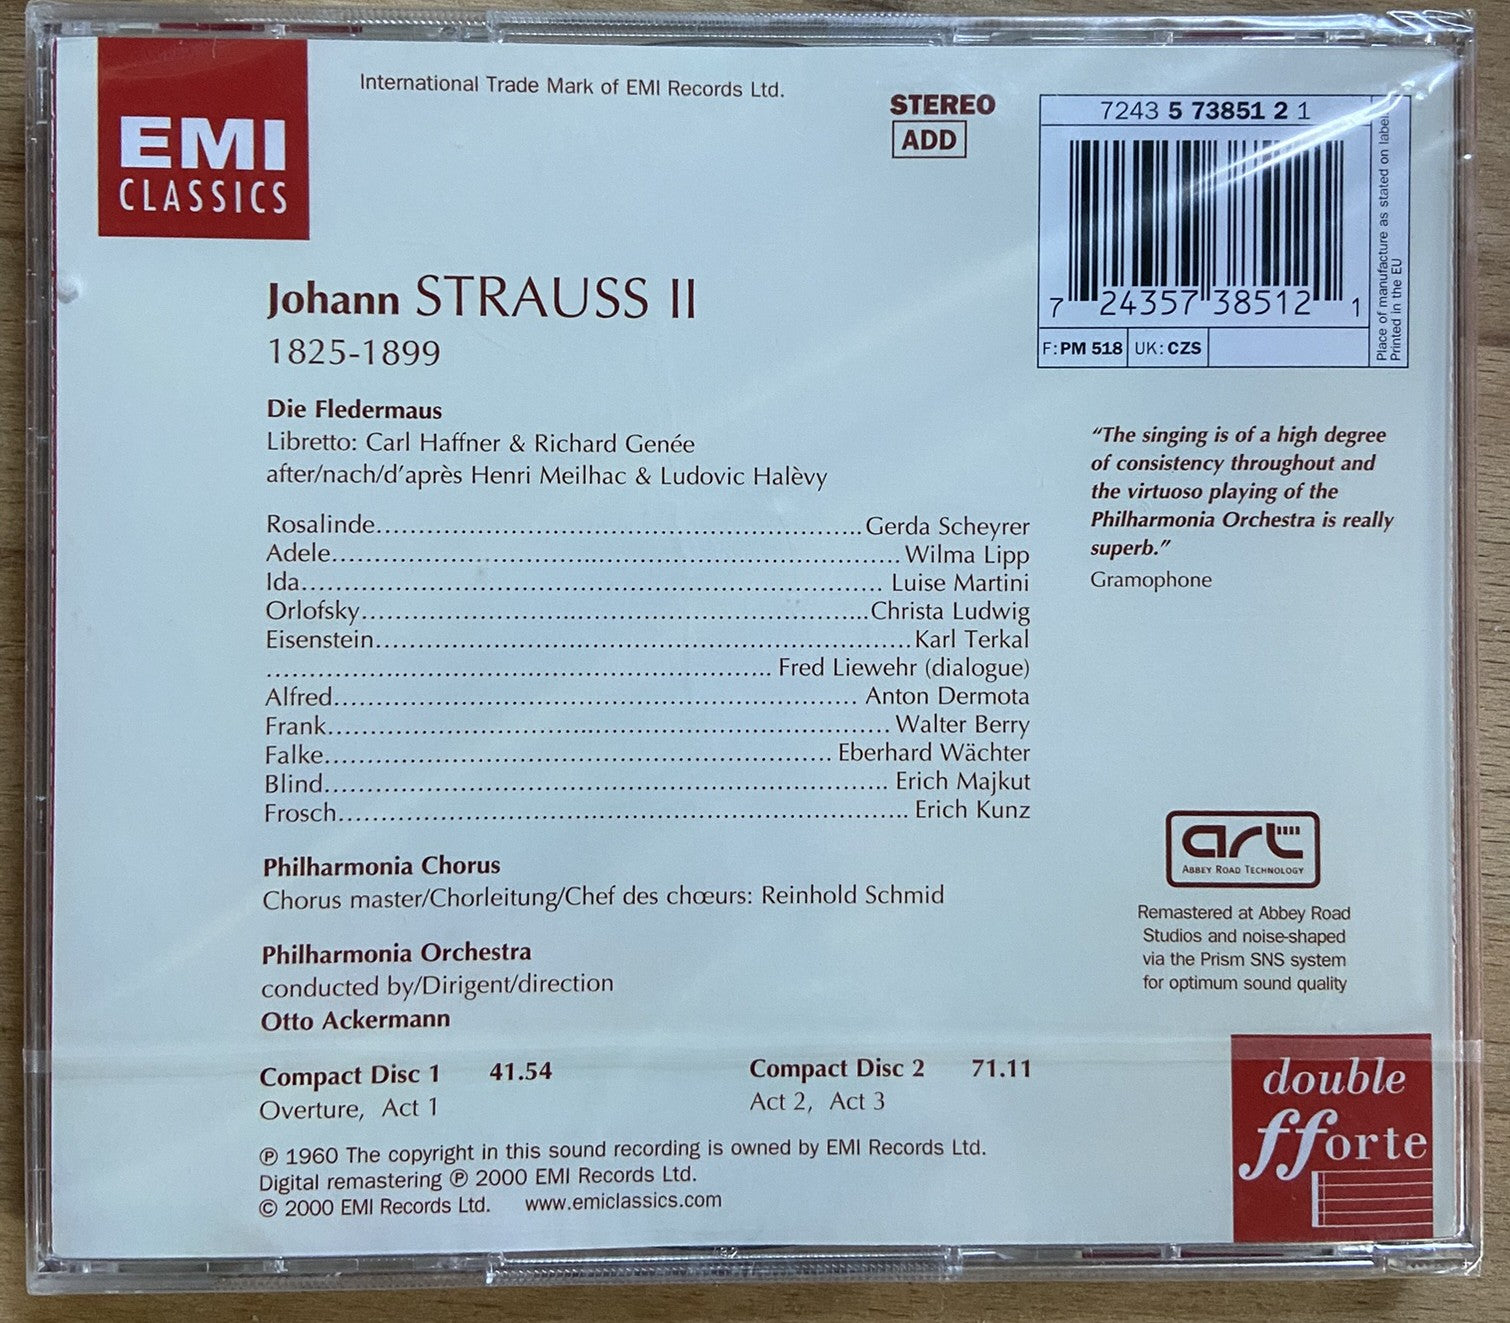 EMI
CLASSICS
International Trade Mark of EMI Records Ltd.
STEREO
ADD
7243 5 73851 2 1
7 24357 38512 1
F: PM 518 UK: CZS
Place of manufacture as stated on label.
Printed in the EU
Johann STRAUSS II
1825-1899
Die Fledermaus
Libretto: Carl Haffner & Richard Genée
after/nach/d'après Henri Meilhac & Ludovic Halèvy
Rosalinde.....Gerda Scheyrer
Adele.....Wilma Lipp
Ida.....Luise Martini
Orlofsky.....Christa Ludwig
Eisenstein.....Karl Terkal
.....Fred Liewehr (dialogue)
Alfred.....Anton Dermota
Frank.....Walter Berry
Falke.....Eberhard Wächter
Blind.....Erich Majkut
Frosch.....Erich Kunz
Philharmonia Chorus
Chorus master/Chorleitung/Chef des chœurs: Reinhold Schmid
Philharmonia Orchestra
conducted by/Dirigent/direction
Otto Ackermann
Compact Disc 1 41.54
Overture, Act 1
Compact Disc 2 71.11
Act 2, Act 3
℗ 1960 The copyright in this sound recording is owned by EMI Records Ltd.
Digital remastering ℗ 2000 EMI Records Ltd.
© 2000 EMI Records Ltd. www.emiclassics.com
"The singing is of a high degree
of consistency throughout and
the virtuoso playing of the
Philharmonia Orchestra is really
superb."
Gramophone
art
ABBEY ROAD TECHNOLOGY
Remastered at Abbey Road
Studios and noise-shaped
via the Prism SNS system
for optimum sound quality
double
fforte